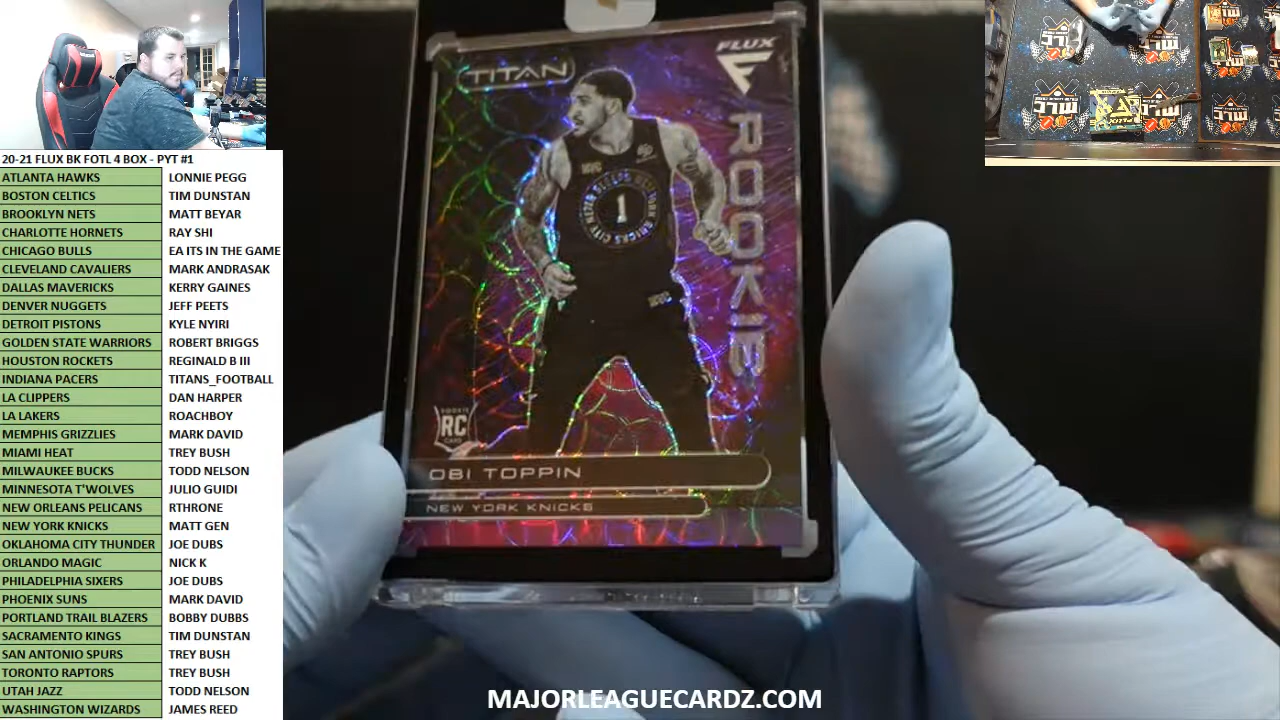 20-21 FLUX BK FOTL 4 BOX - PYT #1
ATLANTA HAWKS LONNIE PEGG
BOSTON CELTICS TIM DUNSTAN
BROOKLYN NETS MATT BEYAR
CHARLOTTE HORNETS RAY SHI
CHICAGO BULLS EA ITS IN THE GAME
CLEVELAND CAVALIERS MARK ANDRASAK
DALLAS MAVERICKS KERRY GAINES
DENVER NUGGETS JEFF PEETS
DETROIT PISTONS KYLE NYIRI
GOLDEN STATE WARRIORS ROBERT BRIGGS
HOUSTON ROCKETS REGINALD B III
INDIANA PACERS TITANS_FOOTBALL
LA CLIPPERS DAN HARPER
LA LAKERS ROACHBOY
MEMPHIS GRIZZLIES MARK DAVID
MIAMI HEAT TREY BUSH
MILWAUKEE BUCKS TODD NELSON
MINNESOTA T'WOLVES JULIO GUIDI
NEW ORLEANS PELICANS RTHRONE
NEW YORK KNICKS MATT GEN
OKLAHOMA CITY THUNDER JOE DUBS
ORLANDO MAGIC NICK K
PHILADELPHIA SIXERS JOE DUBS
PHOENIX SUNS MARK DAVID
PORTLAND TRAIL BLAZERS BOBBY DUBBS
SACRAMENTO KINGS TIM DUNSTAN
SAN ANTONIO SPURS TREY BUSH
TORONTO RAPTORS TREY BUSH
UTAH JAZZ TODD NELSON
WASHINGTON WIZARDS JAMES REED
TITAN
FLUX
ROOKIE
NYC
1
ROOKIE
RC
CARD
OBI TOPPIN
NEW YORK KNICKS
MAJORLEAGUECARDZ.COM